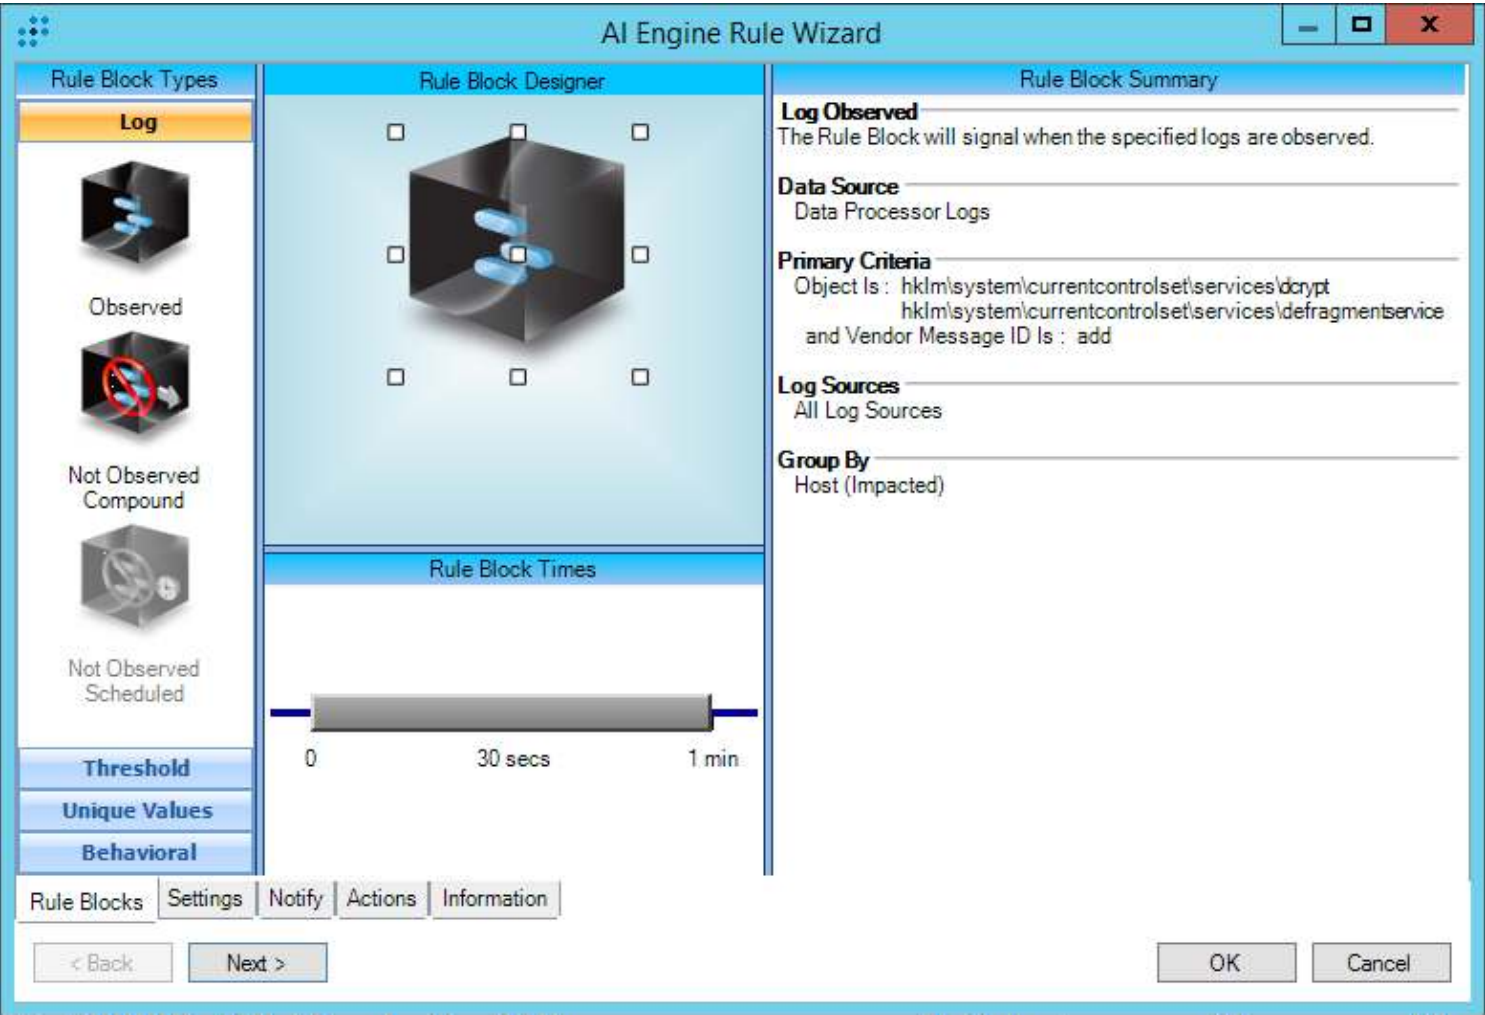 AI Engine Rule Wizard
Rule Block Types
Log
Observed
Not Observed
Compound
Not Observed
Scheduled
Threshold
Unique Values
Behavioral
Rule Block Designer
Rule Block Times
0 30 secs 1 min
Rule Block Summary
Log Observed
The Rule Block will signal when the specified logs are observed.
Data Source
Data Processor Logs
Primary Criteria
Object Is : hklm\system\currentcontrolset\services\dcrypt
hklm\system\currentcontrolset\services\defragmentservice
and Vendor Message ID Is : add
Log Sources
All Log Sources
Group By
Host (Impacted)
Rule Blocks Settings Notify Actions Information
< Back Next > OK Cancel